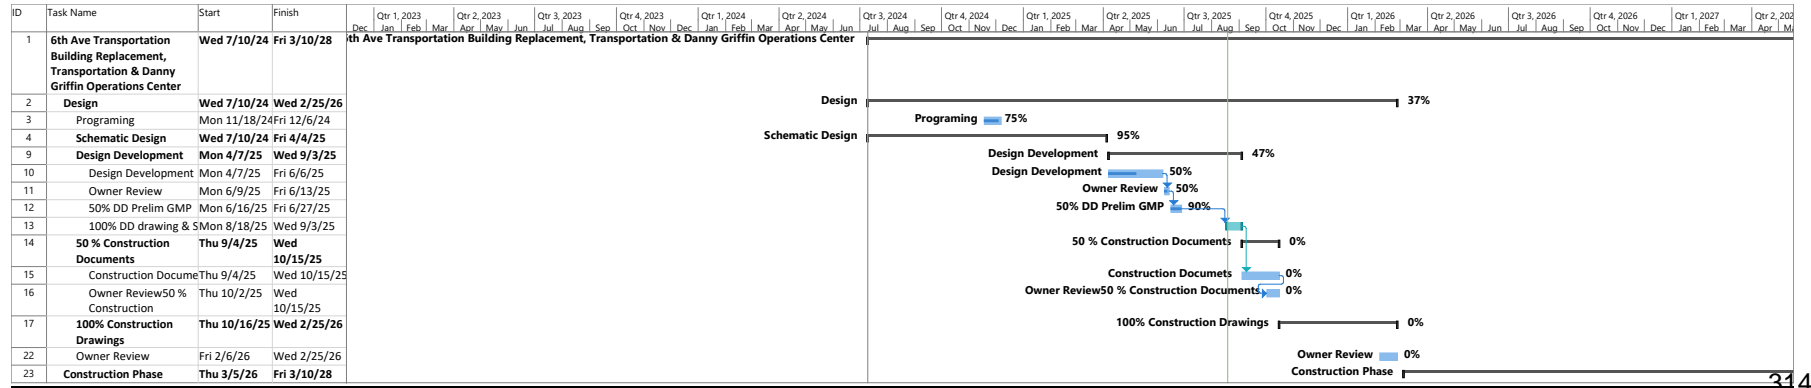 ID Task Name Start Finish
Qtr 1, 2023 Qtr 2, 2023 Qtr 3, 2023 Qtr 4, 2023 Qtr 1, 2024 Qtr 2, 2024 Qtr 3, 2024 Qtr 4, 2024 Qtr 1, 2025 Qtr 2, 2025 Qtr 3, 2025 Qtr 4, 2025 Qtr 1, 2026 Qtr 2, 2026 Qtr 3, 2026 Qtr 4, 2026 Qtr 1, 2027 Qtr 2, 202
Dec Jan Feb Mar Apr May Jun Jul Aug Sep Oct Nov Dec Jan Feb Mar Apr May Jun Jul Aug Sep Oct Nov Dec Jan Feb Mar Apr May Jun Jul Aug Sep Oct Nov Dec Jan Feb Mar Apr May Jun Jul Aug Sep Oct Nov Dec Jan Feb Mar Apr
1 6th Ave Transportation Wed 7/10/24 Fri 3/10/28 6th Ave Transportation Building Replacement, Transportation & Danny Griffin Operations Center
Building Replacement,
Transportation & Danny
Griffin Operations Center
2 Design Wed 7/10/24 Wed 2/25/26 Design 37%
3 Programing Mon 11/18/24 Fri 12/6/24 Programing 75%
4 Schematic Design Wed 7/10/24 Fri 4/4/25 Schematic Design 95%
9 Design Development Mon 4/7/25 Wed 9/3/25 Design Development 47%
10 Design Development Mon 4/7/25 Fri 6/6/25 Design Development 50%
11 Owner Review Mon 6/9/25 Fri 6/13/25 Owner Review 50%
12 50% DD Prelim GMP Mon 6/16/25 Fri 6/27/25 50% DD Prelim GMP 90%
13 100% DD drawing & S Mon 8/18/25 Wed 9/3/25
14 50 % Construction Thu 9/4/25 Wed 50 % Construction Documents 0%
Documents 10/15/25
15 Construction Docume Thu 9/4/25 Wed 10/15/25 Construction Documets 0%
16 Owner Review50 % Thu 10/2/25 Wed Owner Review50 % Construction Documents 0%
Construction 10/15/25
17 100% Construction Thu 10/16/25 Wed 2/25/26 100% Construction Drawings 0%
Drawings
22 Owner Review Fri 2/6/26 Wed 2/25/26 Owner Review 0%
23 Construction Phase Thu 3/5/26 Fri 3/10/28 Construction Phase
314